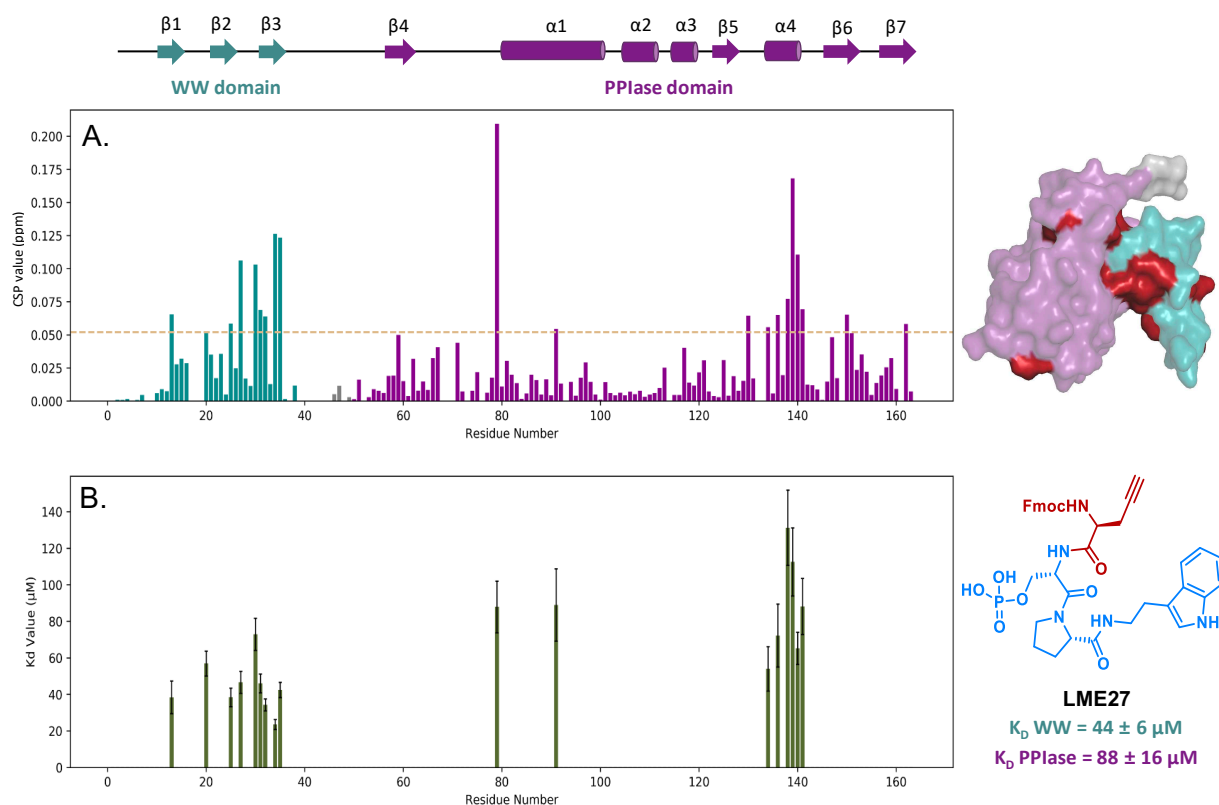 β1 β2 β3 β4 α1 α2 α3 β5 α4 β6 β7
WW domain PPIase domain
A.
CSP value (ppm)
0.200
0.175
0.150
0.125
0.100
0.075
0.050
0.025
0.000
0 20 40 60 80 100 120 140 160
Residue Number
B.
Kd Value (μM)
140
120
100
80
60
40
20
0
0 20 40 60 80 100 120 140 160
Residue Number
FmocHN
HN
O
OH
HO P O
O
O
N
HN
O
NH
LME27
KD WW = 44 ± 6 μM
KD PPIase = 88 ± 16 μM